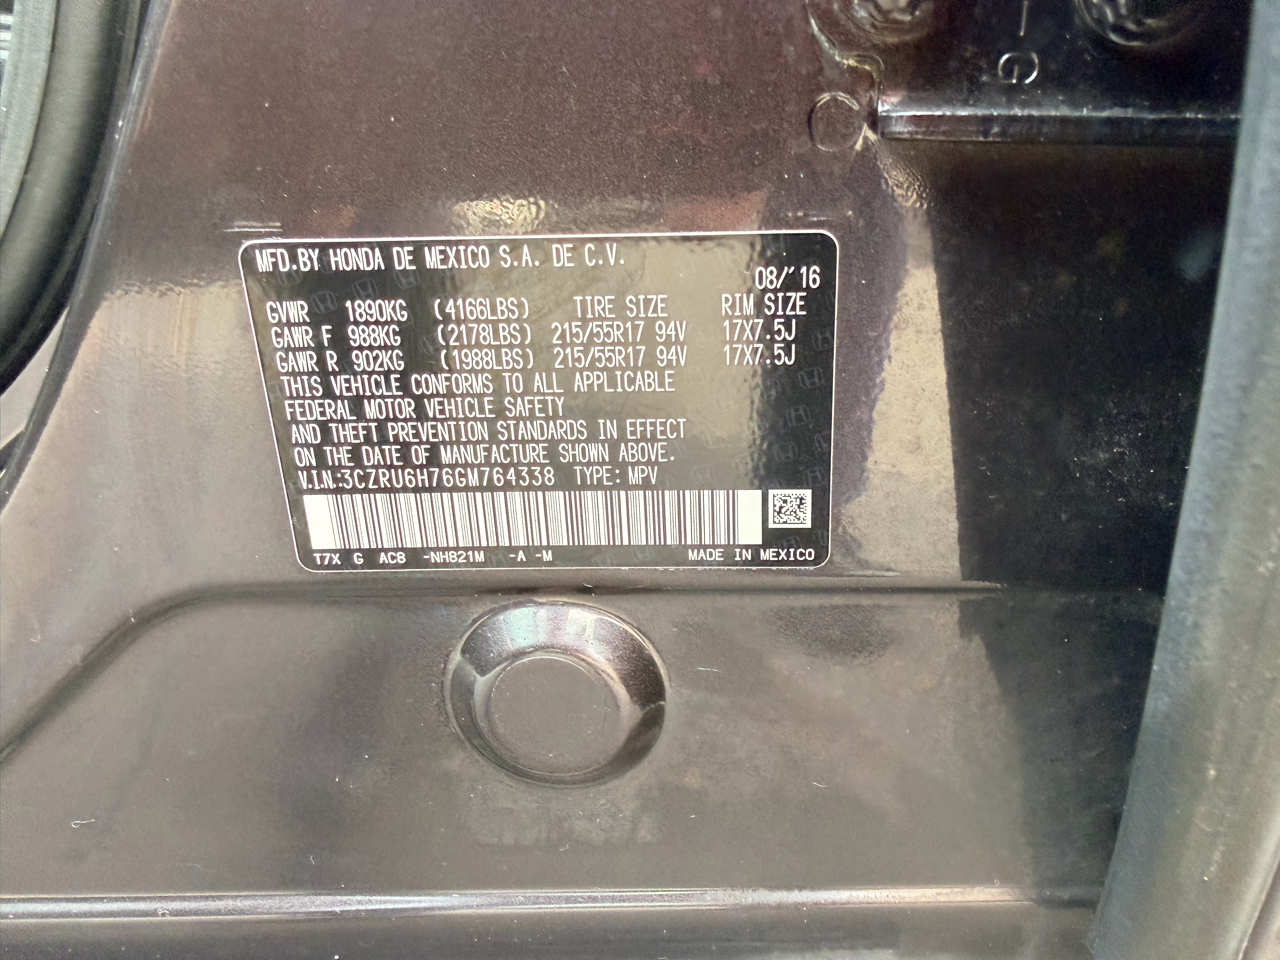 G
MFD.BY HONDA DE MEXICO S.A. DE C.V.
08/'16
GVWR 1890KG (4166LBS) TIRE SIZE RIM SIZE
GAWR F 988KG (2178LBS) 215/55R17 94V 17X7.5J
GAWR R 902KG (1988LBS) 215/55R17 94V 17X7.5J
THIS VEHICLE CONFORMS TO ALL APPLICABLE
FEDERAL MOTOR VEHICLE SAFETY
AND THEFT PREVENTION STANDARDS IN EFFECT
ON THE DATE OF MANUFACTURE SHOWN ABOVE.
V.I.N.:3CZRU6H76GM764338 TYPE: MPV
T7X G AC8 -NH821M -A -M MADE IN MEXICO